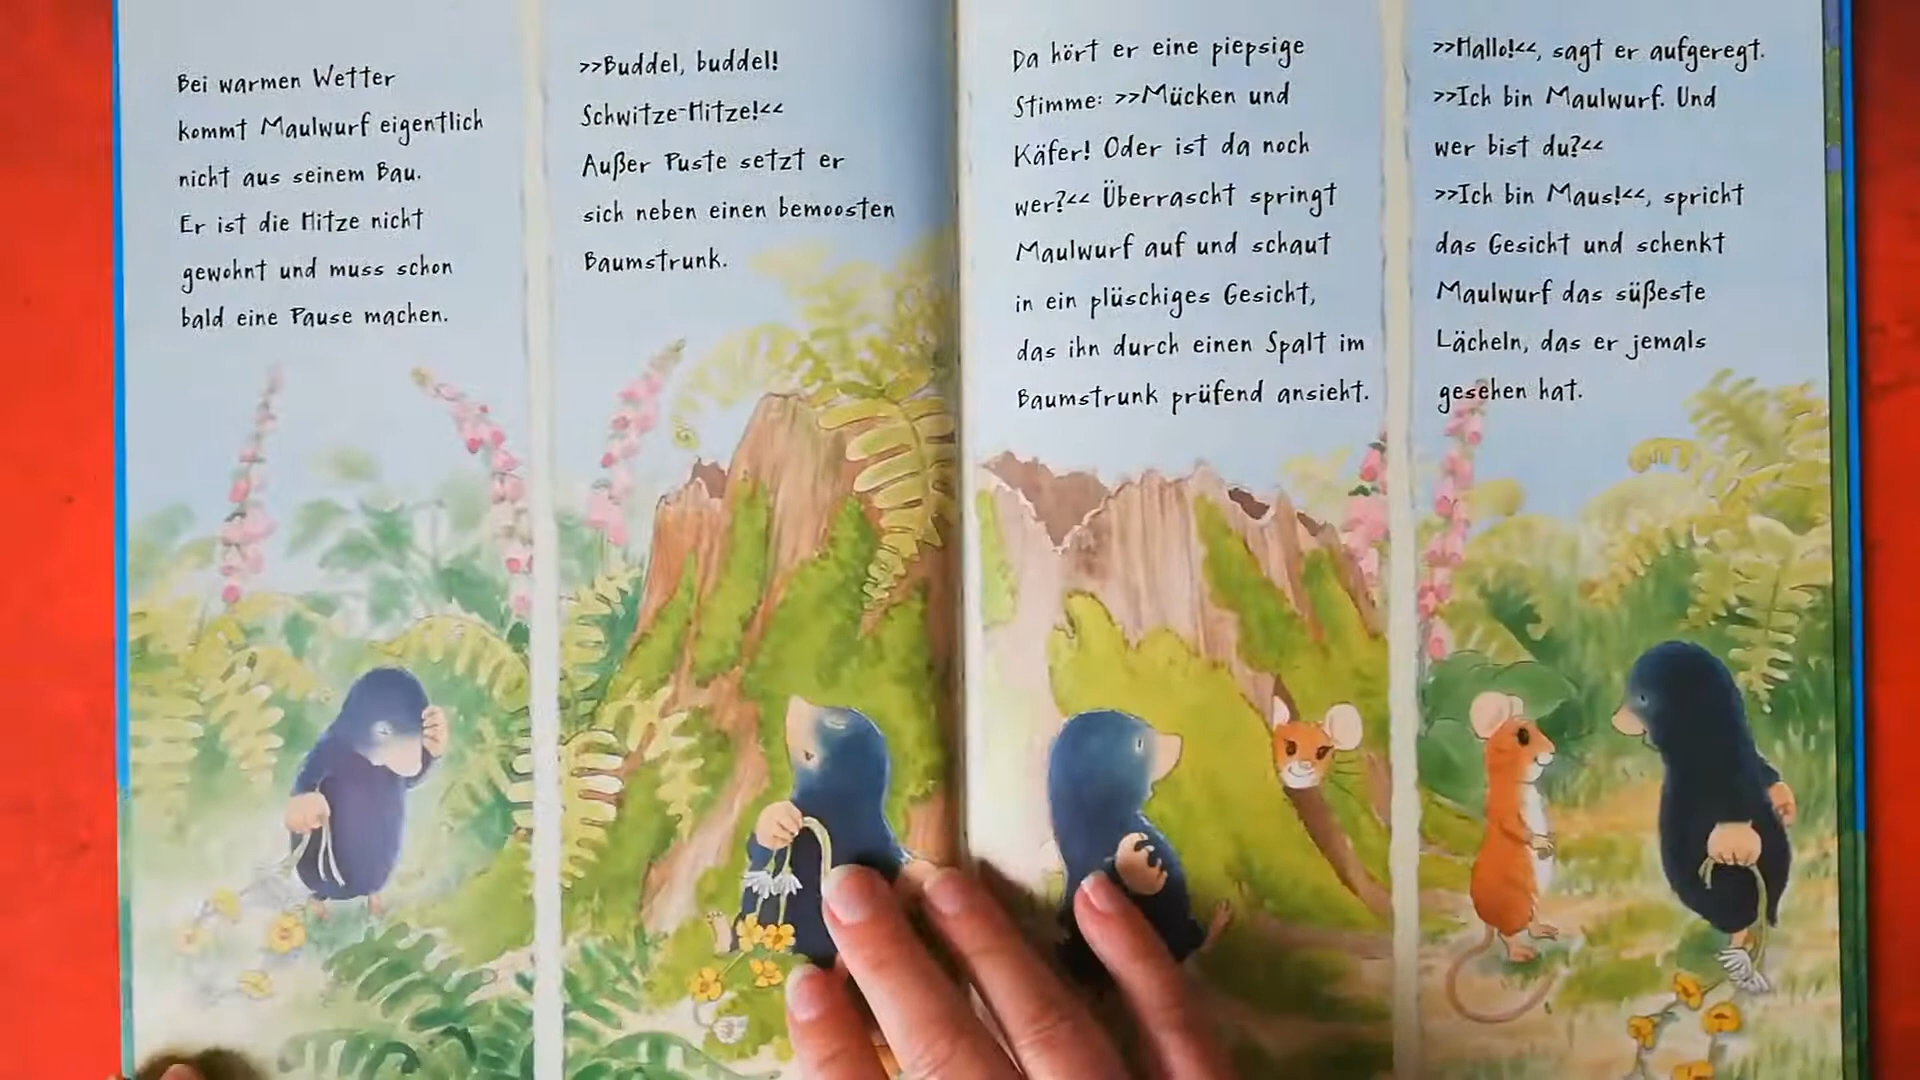 Bei warmen Wetter
kommt Maulwurf eigentlich
nicht aus seinem Bau.
Er ist die Hitze nicht
gewohnt und muss schon
bald eine Pause machen.
>>Buddel, buddel!
Schwitze-Hitze!<<
Außer Puste setzt er
sich neben einen bemoosten
Baumstrunk.
Da hört er eine piepsige
Stimme: >>Mücken und
Käfer! Oder ist da noch
wer?<< Überrascht springt
Maulwurf auf und schaut
in ein plüschiges Gesicht,
das ihn durch einen Spalt im
Baumstrunk prüfend ansieht.
>>Hallo!<<, sagt er aufgeregt.
>>Ich bin Maulwurf. Und
wer bist du?<<
>>Ich bin Maus!<<, spricht
das Gesicht und schenkt
Maulwurf das süßeste
Lächeln, das er jemals
gesehen hat.